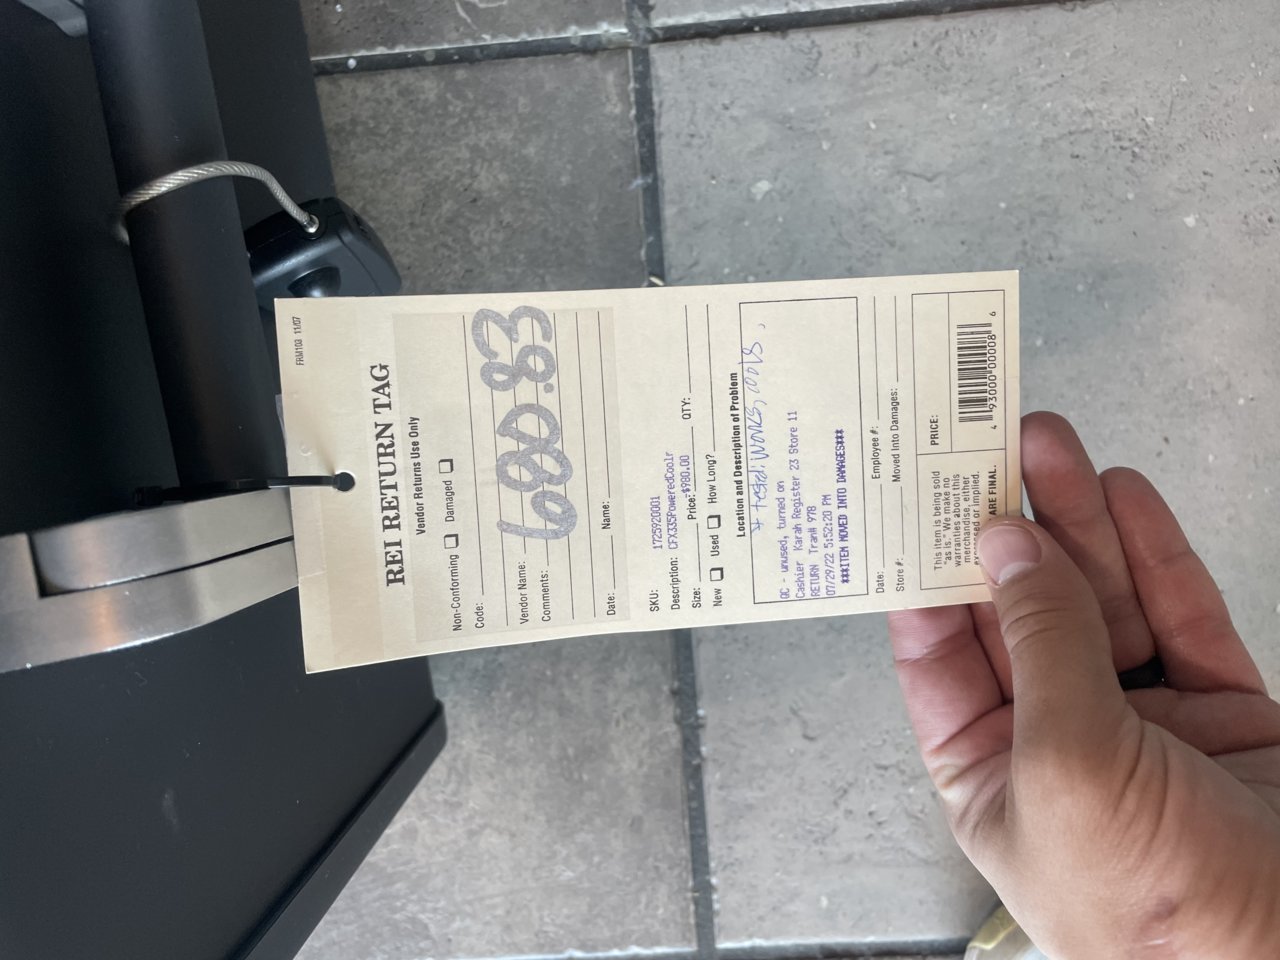 FRM103 11/07
REI RETURN TAG
Vendor Returns Use Only
Non-Conforming Damaged
Code:
Vendor Name:
Comments:
680.83
Date: Name:
SKU: 1725920001
Description: CFX335PoweredCoolr
Size: Price:$980.00 QTY:
New Used How Long?
Location and Description of Problem
* tested, works, cools,
QC - unused, turned on
Cashier Karah Register 23 Store 11
RETURN Tran# 978
07/29/22 5:52:20 PM
***ITEM MOVED INTO DAMAGES***
Date: Employee #:
Store #: Moved Into Damages:
This item is being sold
"as is." We make no
warranties about this
merchandise, either
or implied.
ARE FINAL.
PRICE:
4 93000 00008 6